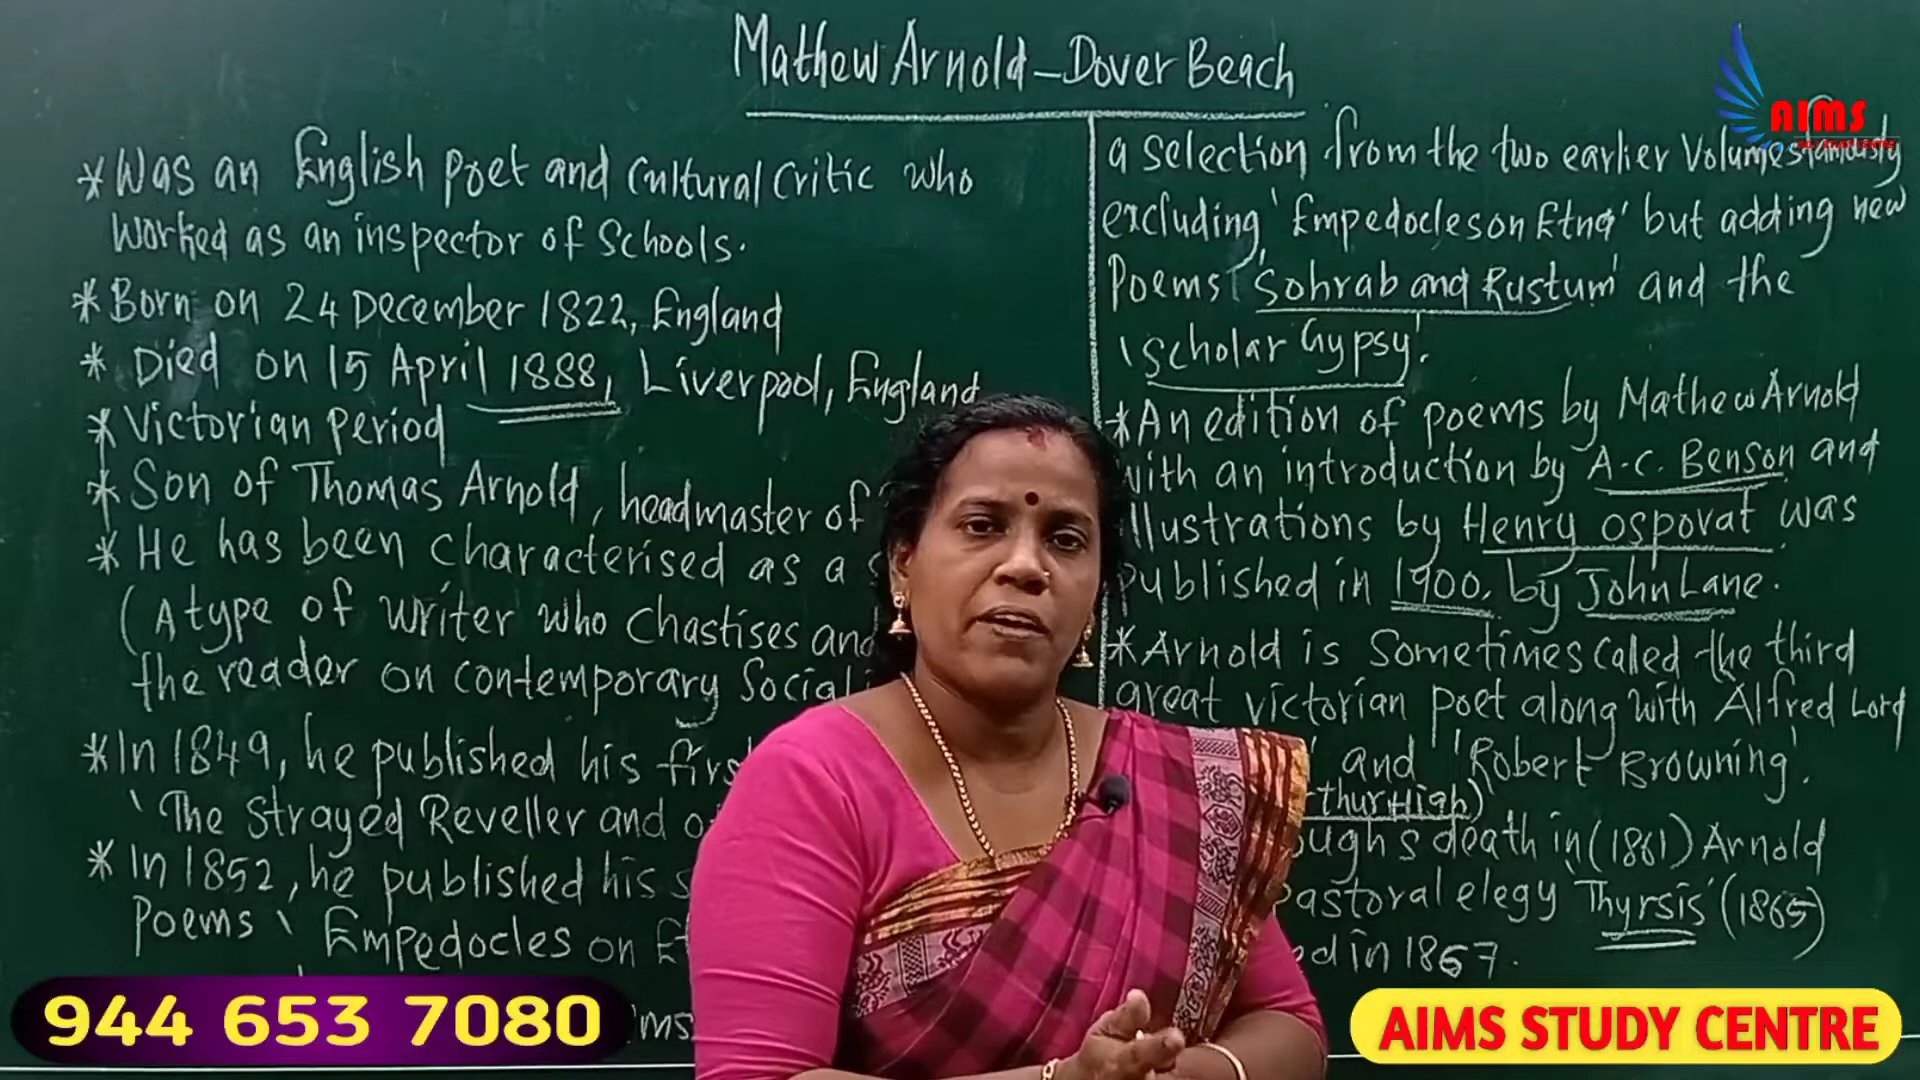 Mathew Arnold - Dover Beach
* Was an English Poet and Cultural Critic who
worked as an inspector of Schools.
* Born on 24 December 1822, England
* Died on 15 April 1888, Liverpool, England
* Victorian Period
* Son of Thomas Arnold, headmaster of
* He has been characterised as a
(A type of writer who chastises and
the reader on contemporary Social
* In 1849, he published his
'The Strayed Reveller and
* In 1852, he published his
Poems ' Empedocles on
a selection from the two earlier Volumes famously
excluding 'Empedocles on Etna' but adding new
Poems 'Sohrab and Rustum' and the
'Scholar Gypsy'.
* An edition of poems by Mathew Arnold
with an introduction by A.C. Benson and
illustrations by Henry Ospovat was
Published in 1900, by John Lane.
* Arnold is Sometimes Called the third
great victorian poet along with Alfred Lord
and 'Robert Browning'.
thur High)
ough's death in (1861) Arnold
Pastoral elegy 'Thyrsis' (1865)
ed in 1867.
AIMS
STUDY CENTRE
944 653 7080
AIMS STUDY CENTRE